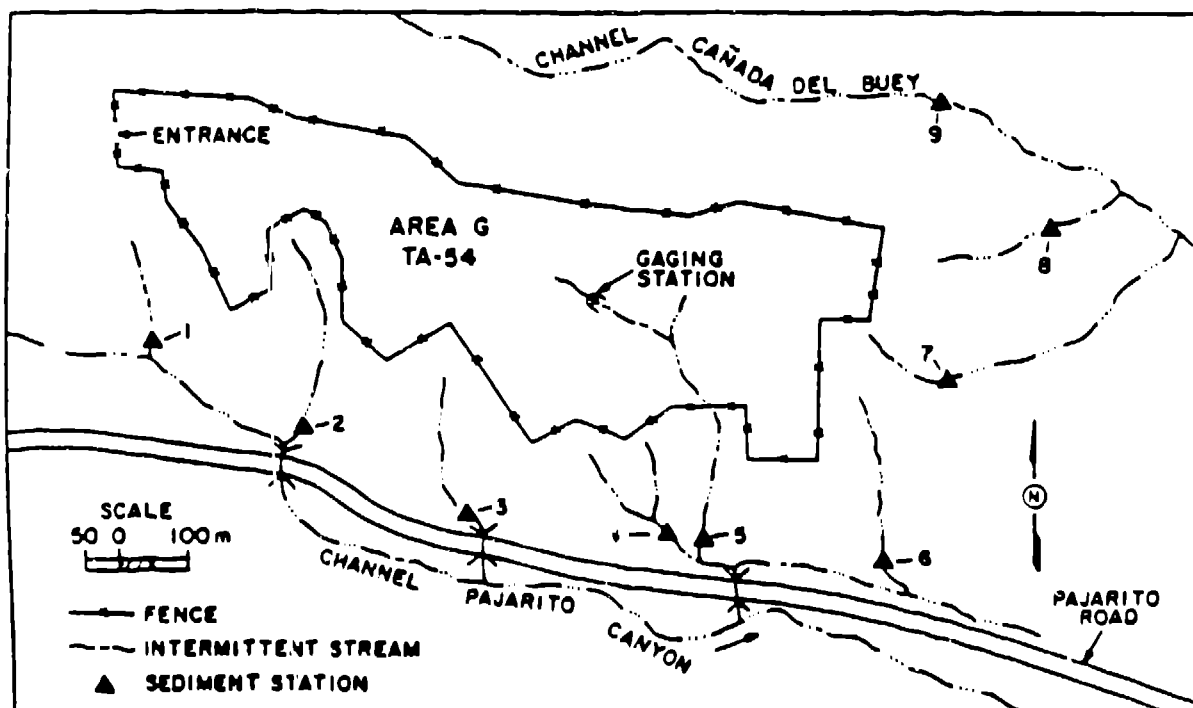 CHANNEL CAÑADA DEL BUEY
ENTRANCE
9
AREA G
TA-54
GAGING
STATION
8
1
7
2
SCALE
50 0 100 m
3
5
6
N
CHANNEL PAJARITO CANYON
PAJARITO
ROAD
FENCE
INTERMITTENT STREAM
SEDIMENT STATION